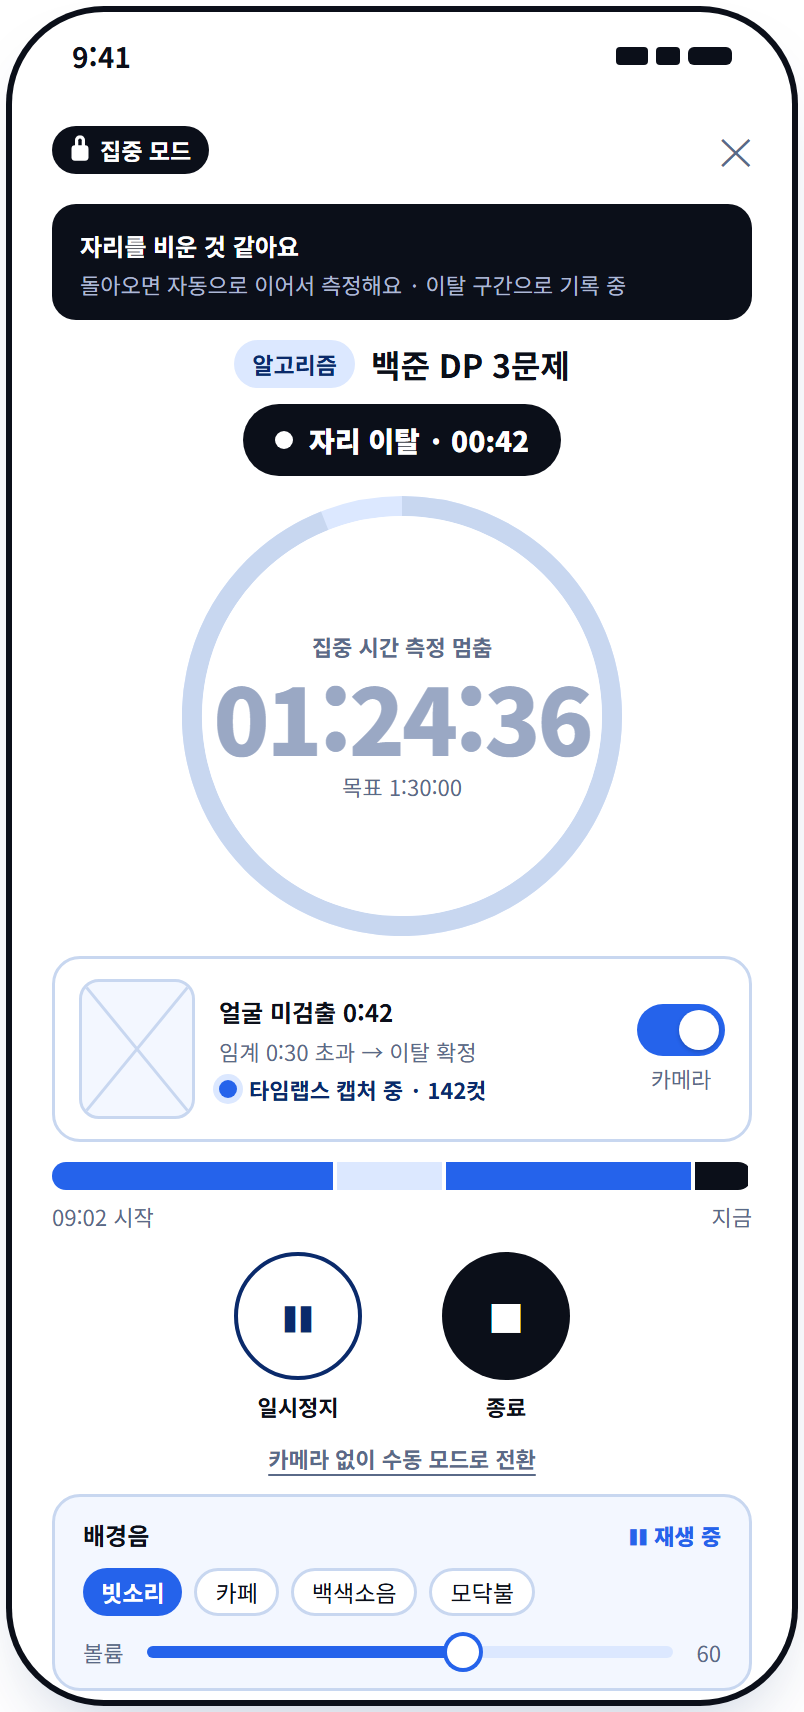 9:41
집중 모드
자리를 비운 것 같아요
돌아오면 자동으로 이어서 측정해요 · 이탈 구간으로 기록 중
알고리즘 백준 DP 3문제
자리 이탈 · 00:42
집중 시간 측정 멈춤
01:24:36
목표 1:30:00
얼굴 미검출 0:42
임계 0:30 초과 → 이탈 확정
타임랩스 캡처 중 · 142컷
카메라
09:02 시작 지금
일시정지 종료
카메라 없이 수동 모드로 전환
배경음 재생 중
빗소리 카페 백색소음 모닥불
볼륨 60